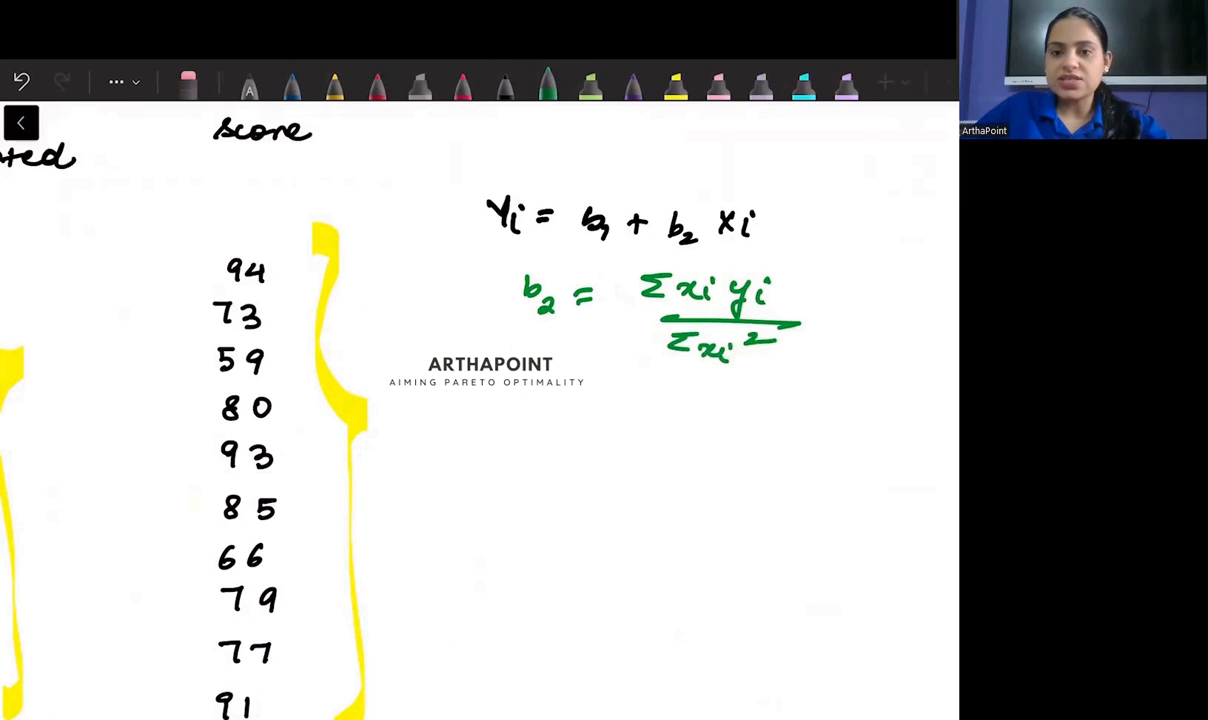 score
Yi = b1 + b2 Xi
b2 = Σxi yi
Σxi²
94
73
59
80
93
85
66
79
77
91
ARTHAPOINT
AIMING PARETO OPTIMALITY
A
ArthaPoint